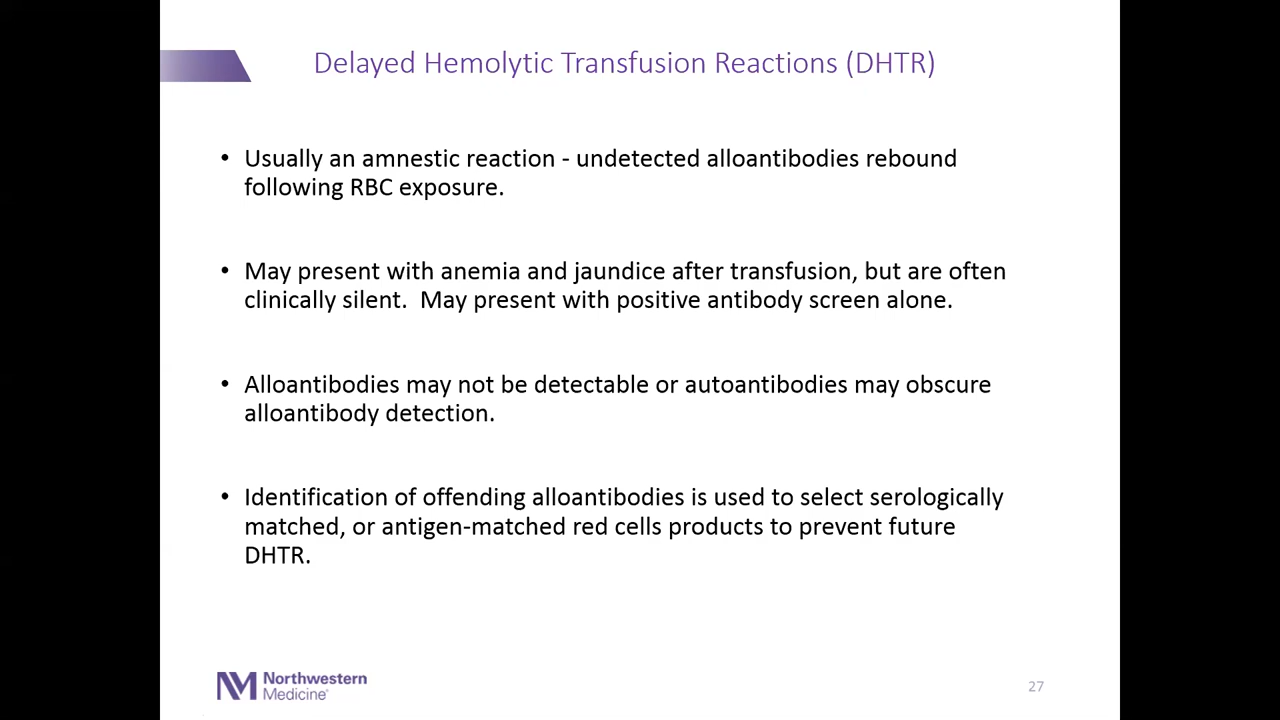 Delayed Hemolytic Transfusion Reactions (DHTR)
• Usually an amnestic reaction - undetected alloantibodies rebound
following RBC exposure.
• May present with anemia and jaundice after transfusion, but are often
clinically silent.  May present with positive antibody screen alone.
• Alloantibodies may not be detectable or autoantibodies may obscure
alloantibody detection.
• Identification of offending alloantibodies is used to select serologically
matched, or antigen-matched red cells products to prevent future
DHTR.
NM Northwestern
Medicine®
27